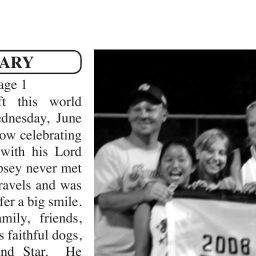 ARY
age 1
ft this world
ednesday, June
ow celebrating
with his Lord
psey never met
ravels and was
fer a big smile.
amily, friends,
s faithful dogs,
nd Star. He
2008